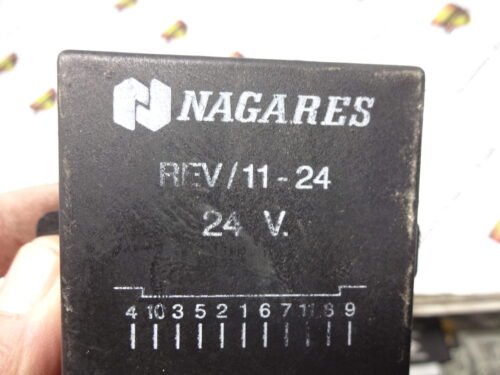 NAGARES
REV/11-24
24 V.
4 10 3 5 2 1 6 7 11 8 9